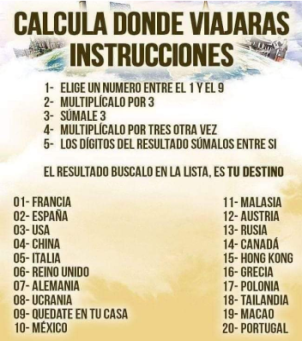 CALCULA DONDE VIAJARAS
INSTRUCCIONES
1- ELIGE UN NUMERO ENTRE EL 1 Y EL 9
2- MULTIPLÍCALO POR 3
3- SÚMALE 3
4- MULTIPLÍCALO POR TRES OTRA VEZ
5- LOS DÍGITOS DEL RESULTADO SÚMALOS ENTRE SI
EL RESULTADO BUSCALO EN LA LISTA, ES TU DESTINO
01- FRANCIA
02- ESPAÑA
03- USA
04- CHINA
05- ITALIA
06- REINO UNIDO
07- ALEMANIA
08- UCRANIA
09- QUEDATE EN TU CASA
10- MÉXICO
11- MALASIA
12- AUSTRIA
13- RUSIA
14- CANADÁ
15- HONG KONG
16- GRECIA
17- POLONIA
18- TAILANDIA
19- MACAO
20- PORTUGAL